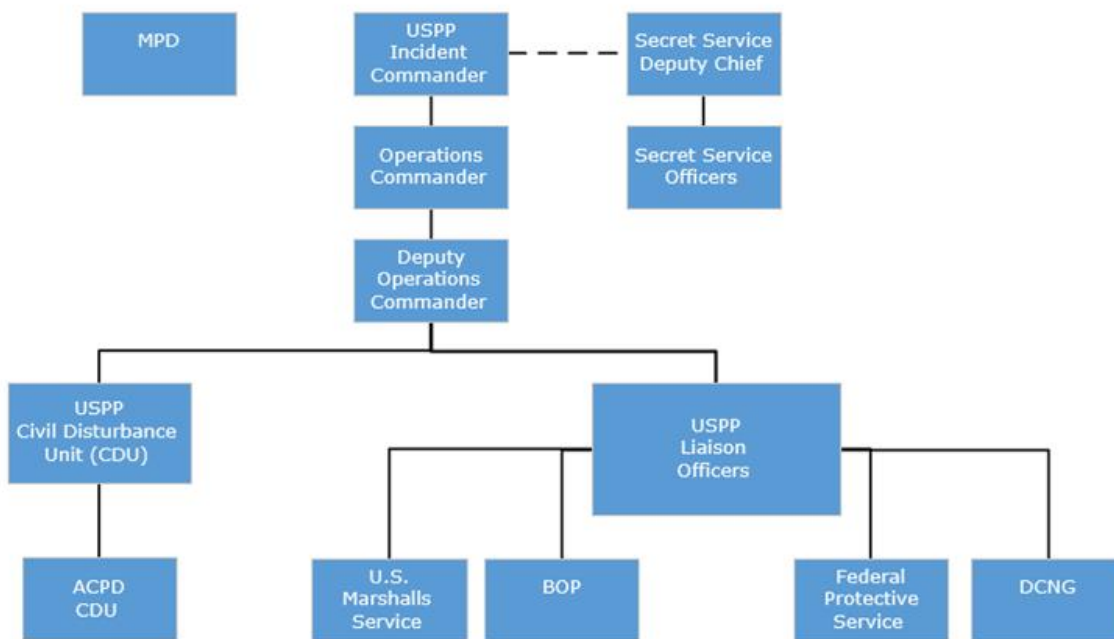 MPD
USPP
Incident
Commander
Secret Service
Deputy Chief
Operations
Commander
Secret Service
Officers
Deputy
Operations
Commander
USPP
Civil Disturbance
Unit (CDU)
USPP
Liaison
Officers
ACPD
CDU
U.S.
Marshalls
Service
BOP
Federal
Protective
Service
DCNG